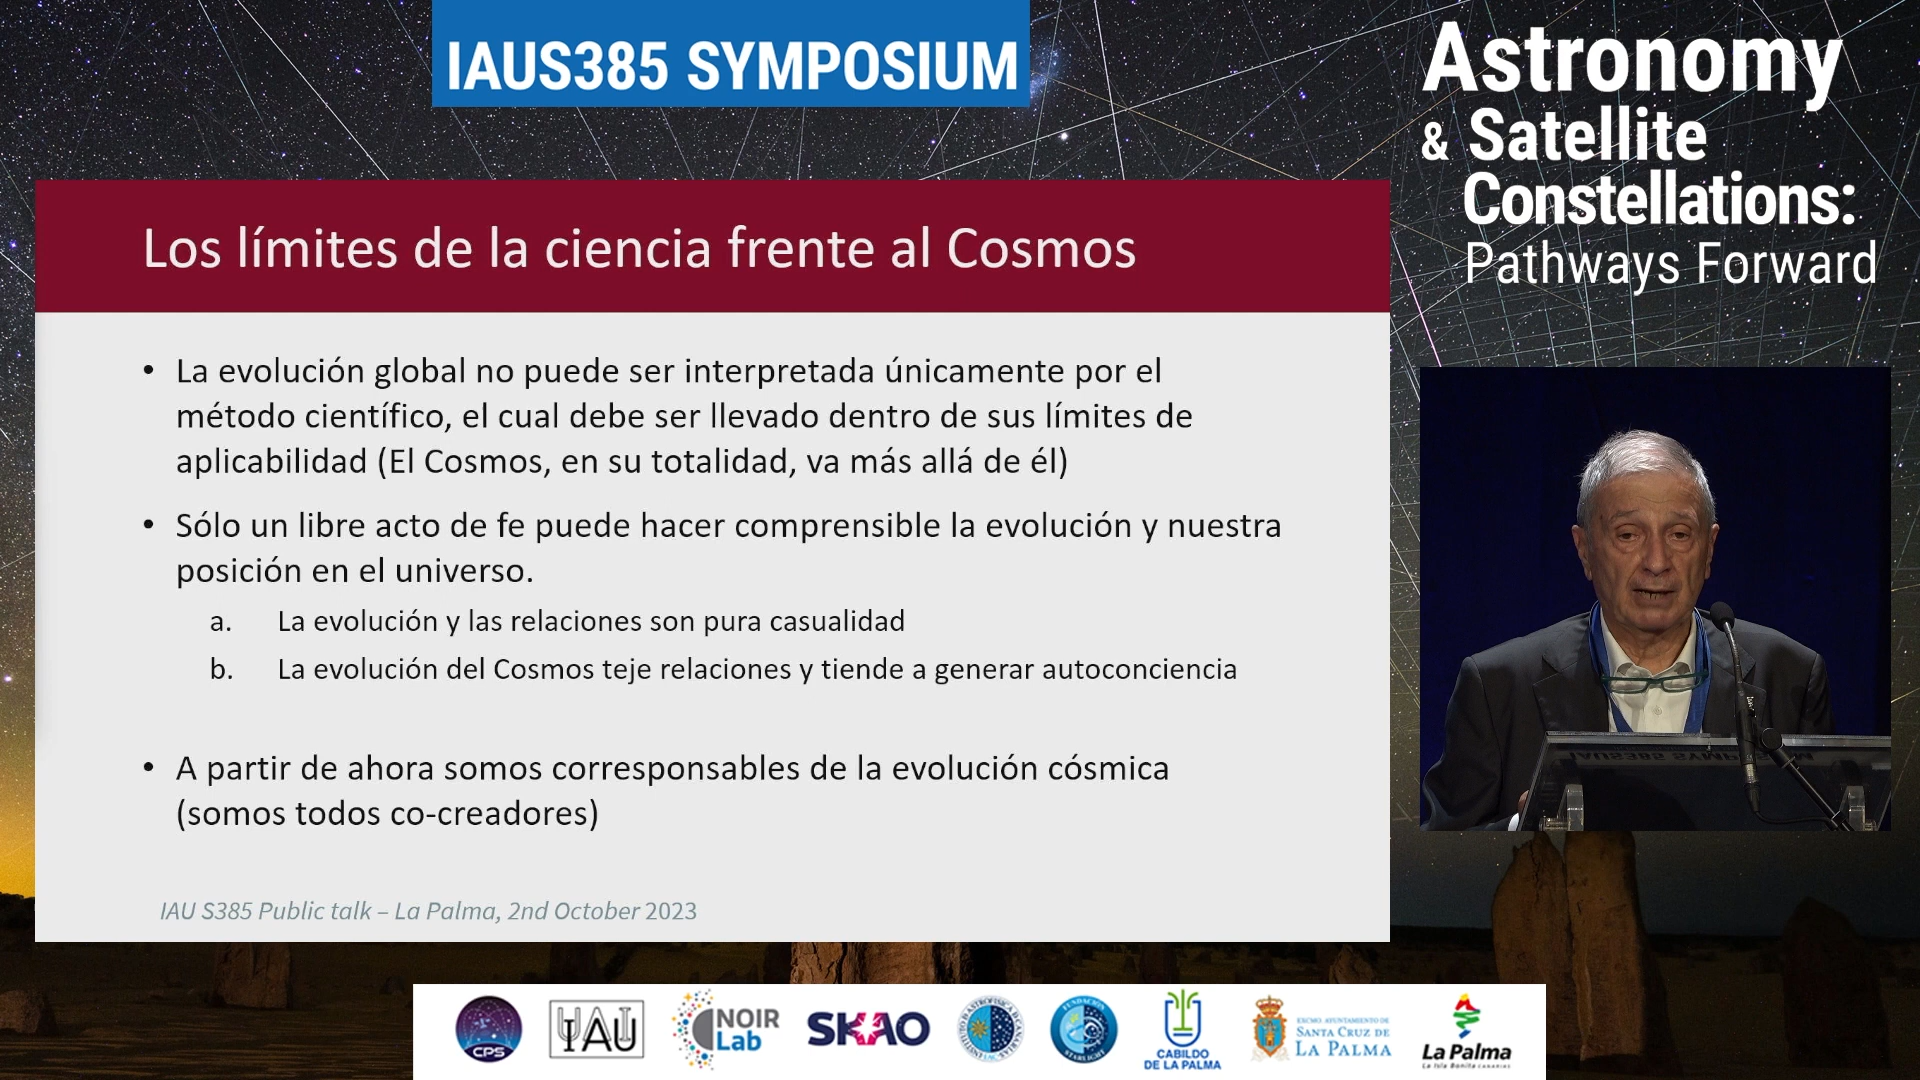 IAUS385 SYMPOSIUM
Astronomy
& Satellite
Constellations:
Pathways Forward
Los límites de la ciencia frente al Cosmos
• La evolución global no puede ser interpretada únicamente por el
método científico, el cual debe ser llevado dentro de sus límites de
aplicabilidad (El Cosmos, en su totalidad, va más allá de él)
• Sólo un libre acto de fe puede hacer comprensible la evolución y nuestra
posición en el universo.
a. La evolución y las relaciones son pura casualidad
b. La evolución del Cosmos teje relaciones y tiende a generar autoconciencia
• A partir de ahora somos corresponsables de la evolución cósmica
(somos todos co-creadores)
IAU S385 Public talk – La Palma, 2nd October 2023
IAUS385 SYMPOSIUM
CPS
IAU
NOIR
Lab
SKAO
STARLIGHT
CABILDO
DE LA PALMA
EXCMO AYUNTAMIENTO DE
SANTA CRUZ DE
LA PALMA
La Palma
La Isla Bonita CANARIAS